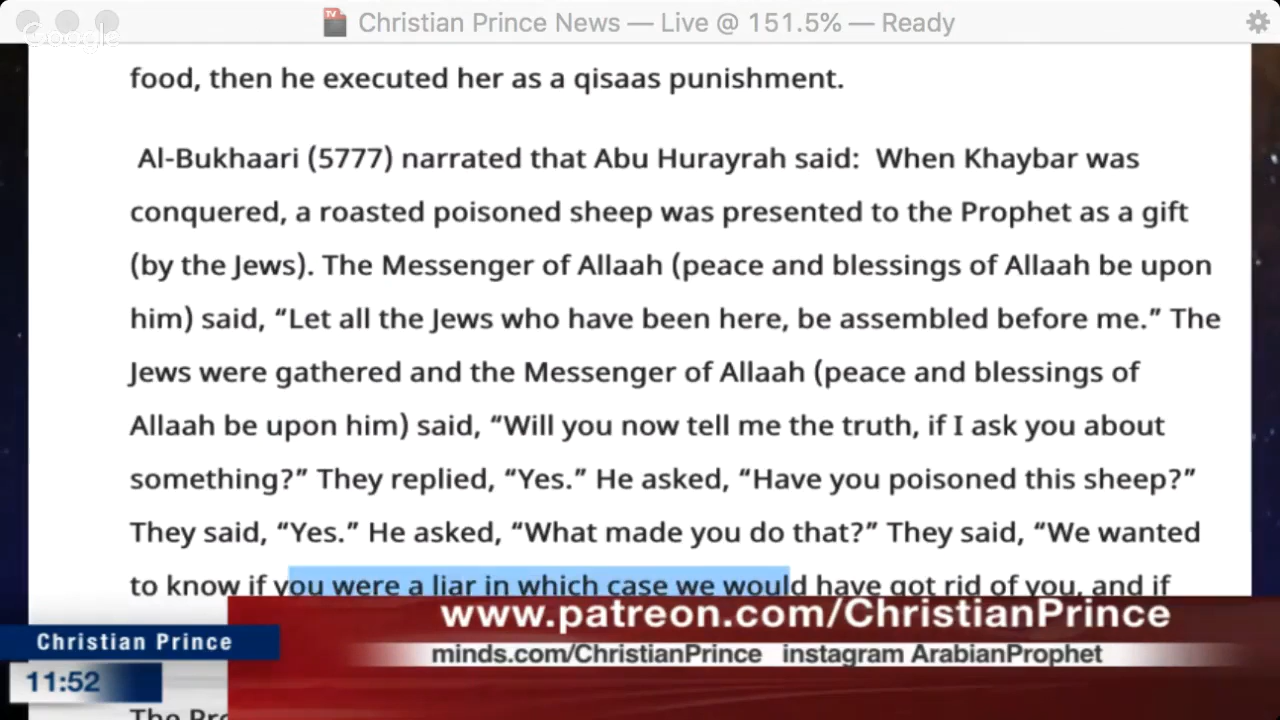 Christian Prince News — Live @ 151.5% — Ready
Google
food, then he executed her as a qisaas punishment.
Al-Bukhaari (5777) narrated that Abu Hurayrah said: When Khaybar was
conquered, a roasted poisoned sheep was presented to the Prophet as a gift
(by the Jews). The Messenger of Allaah (peace and blessings of Allaah be upon
him) said, “Let all the Jews who have been here, be assembled before me.” The
Jews were gathered and the Messenger of Allaah (peace and blessings of
Allaah be upon him) said, “Will you now tell me the truth, if I ask you about
something?” They replied, “Yes.” He asked, “Have you poisoned this sheep?”
They said, “Yes.” He asked, “What made you do that?” They said, “We wanted
to know if you were a liar in which case we would have got rid of you, and if
www.patreon.com/ChristianPrince
Christian Prince
minds.com/ChristianPrince instagram ArabianProphet
11:52
The